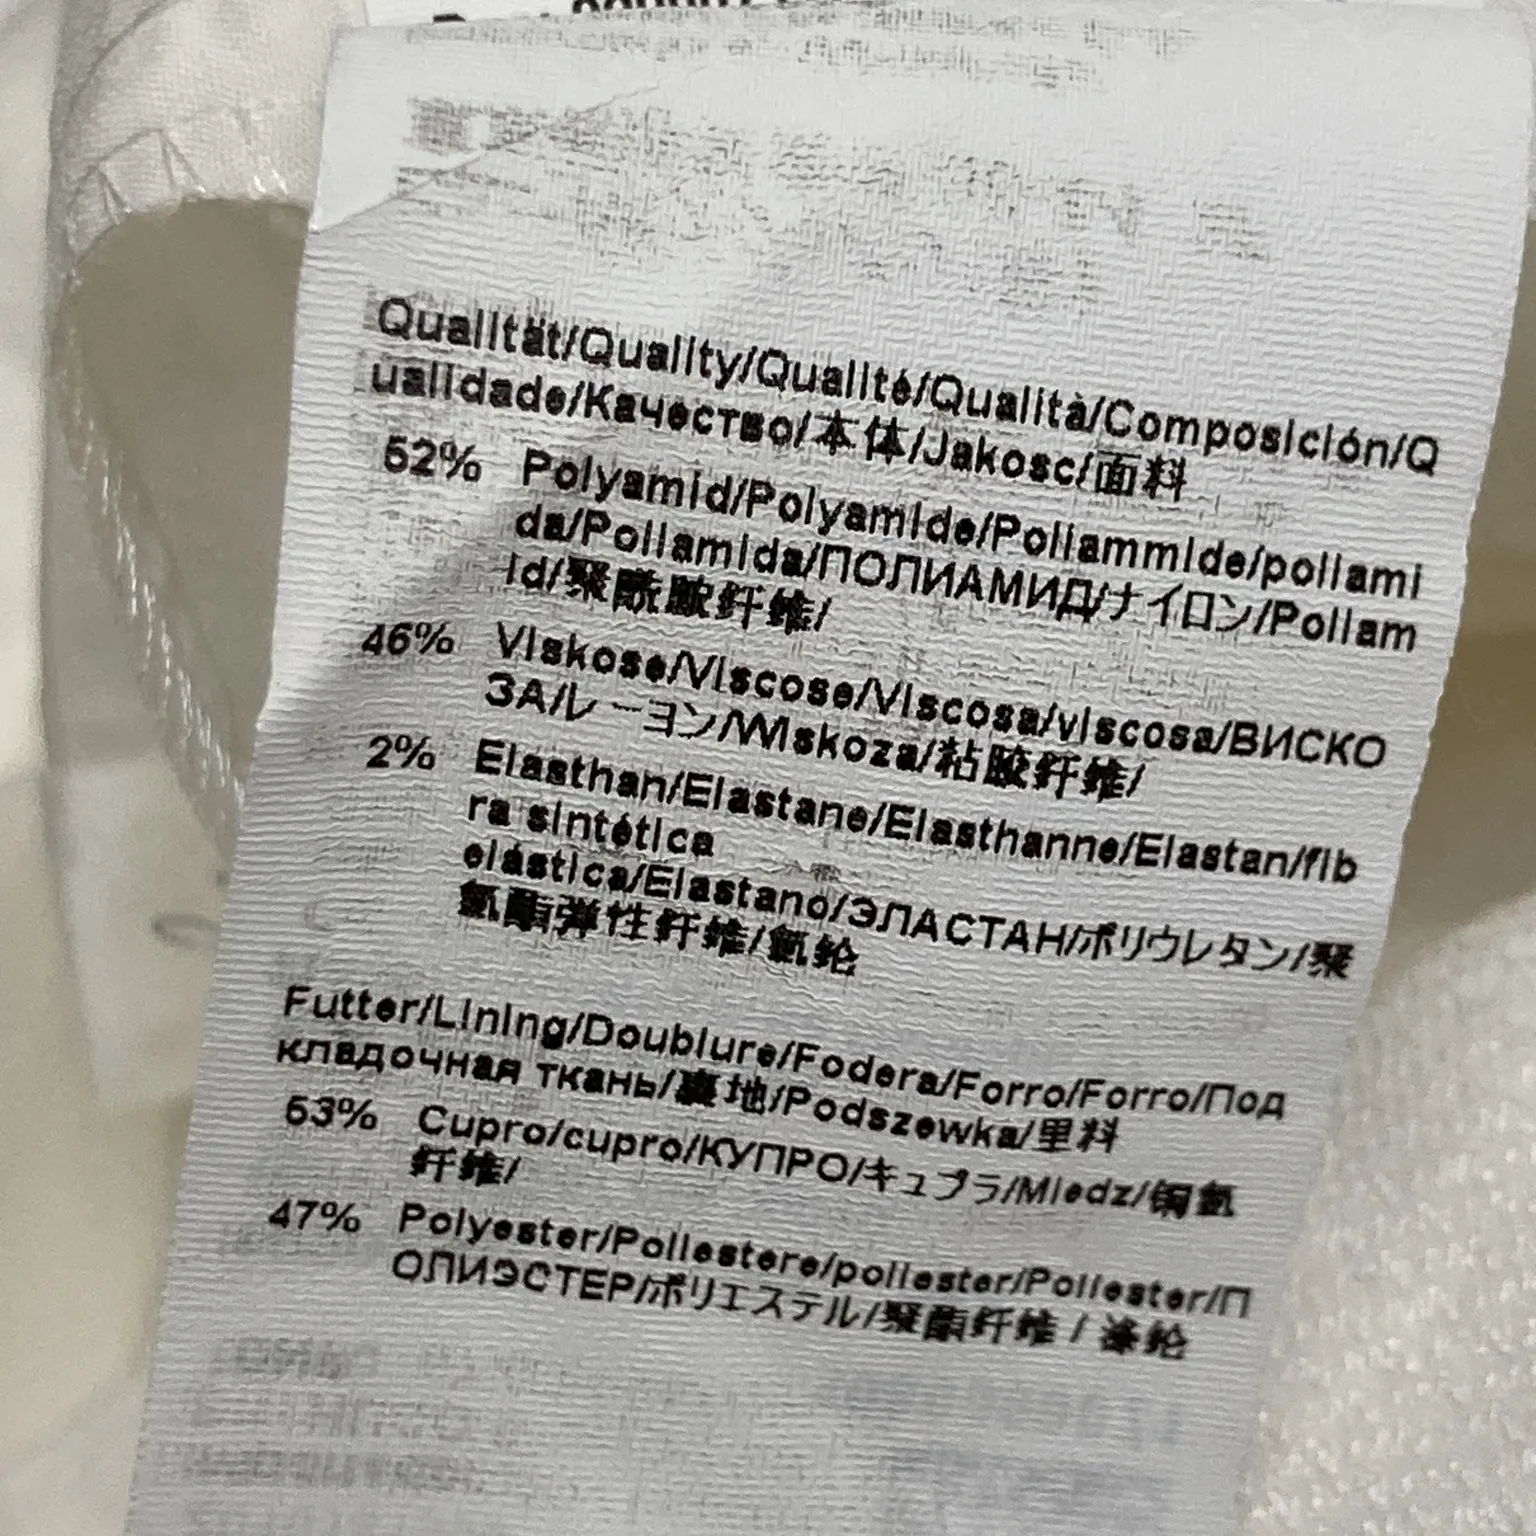 Qualität/Quality/Qualité/Qualità/Composición/Q
ualidade/Качество/本体/Jakosc/面料
52% Polyamid/Polyamide/Poliammide/poliami
da/Poliamida/ПОЛИАМИД/ナイロン/Poliam
id/聚酰胺纤维/
46% Viskose/Viscose/Viscosa/viscosa/ВИСКО
ЗА/レーヨン/Wiskoza/粘胶纤维/
2% Elasthan/Elastane/Elasthanne/Elastan/fib
ra sintética
elástica/Elastano/ЭЛАСТАН/ポリウレタン/聚
氨酯弹性纤维/氨纶
Futter/Lining/Doublure/Fodera/Forro/Forro/Под
кладочная ткань/裏地/Podszewka/里料
53% Cupro/cupro/КУПРО/キュプラ/Miedz/铜氨
纤维/
47% Polyester/Poliestere/poliester/Poliester/П
ОЛИЭСТЕР/ポリエステル/聚酯纤维 / 涤纶